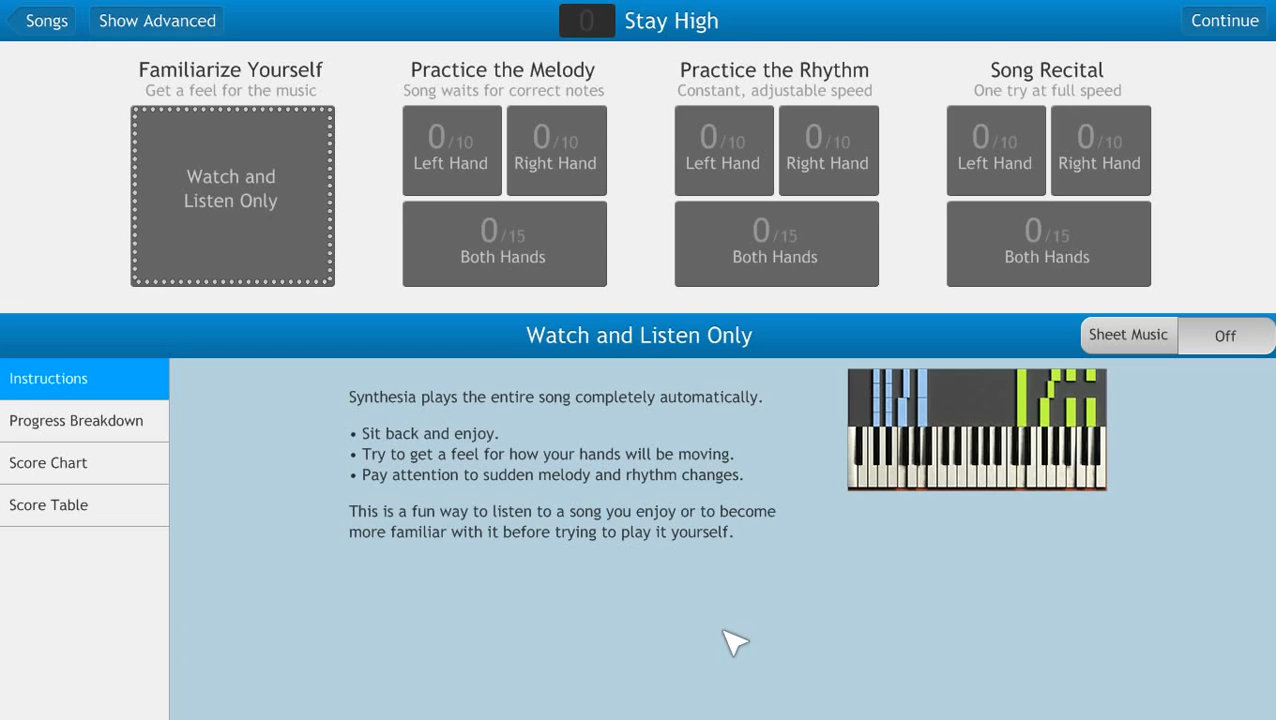 Songs
Show Advanced
0
Stay High
Continue
Familiarize Yourself
Get a feel for the music
Watch and
Listen Only
Practice the Melody
Song waits for correct notes
0/10
Left Hand
0/10
Right Hand
0/15
Both Hands
Practice the Rhythm
Constant, adjustable speed
0/10
Left Hand
0/10
Right Hand
0/15
Both Hands
Song Recital
One try at full speed
0/10
Left Hand
0/10
Right Hand
0/15
Both Hands
Watch and Listen Only
Sheet Music
Off
Instructions
Progress Breakdown
Score Chart
Score Table
Synthesia plays the entire song completely automatically.
• Sit back and enjoy.
• Try to get a feel for how your hands will be moving.
• Pay attention to sudden melody and rhythm changes.
This is a fun way to listen to a song you enjoy or to become
more familiar with it before trying to play it yourself.